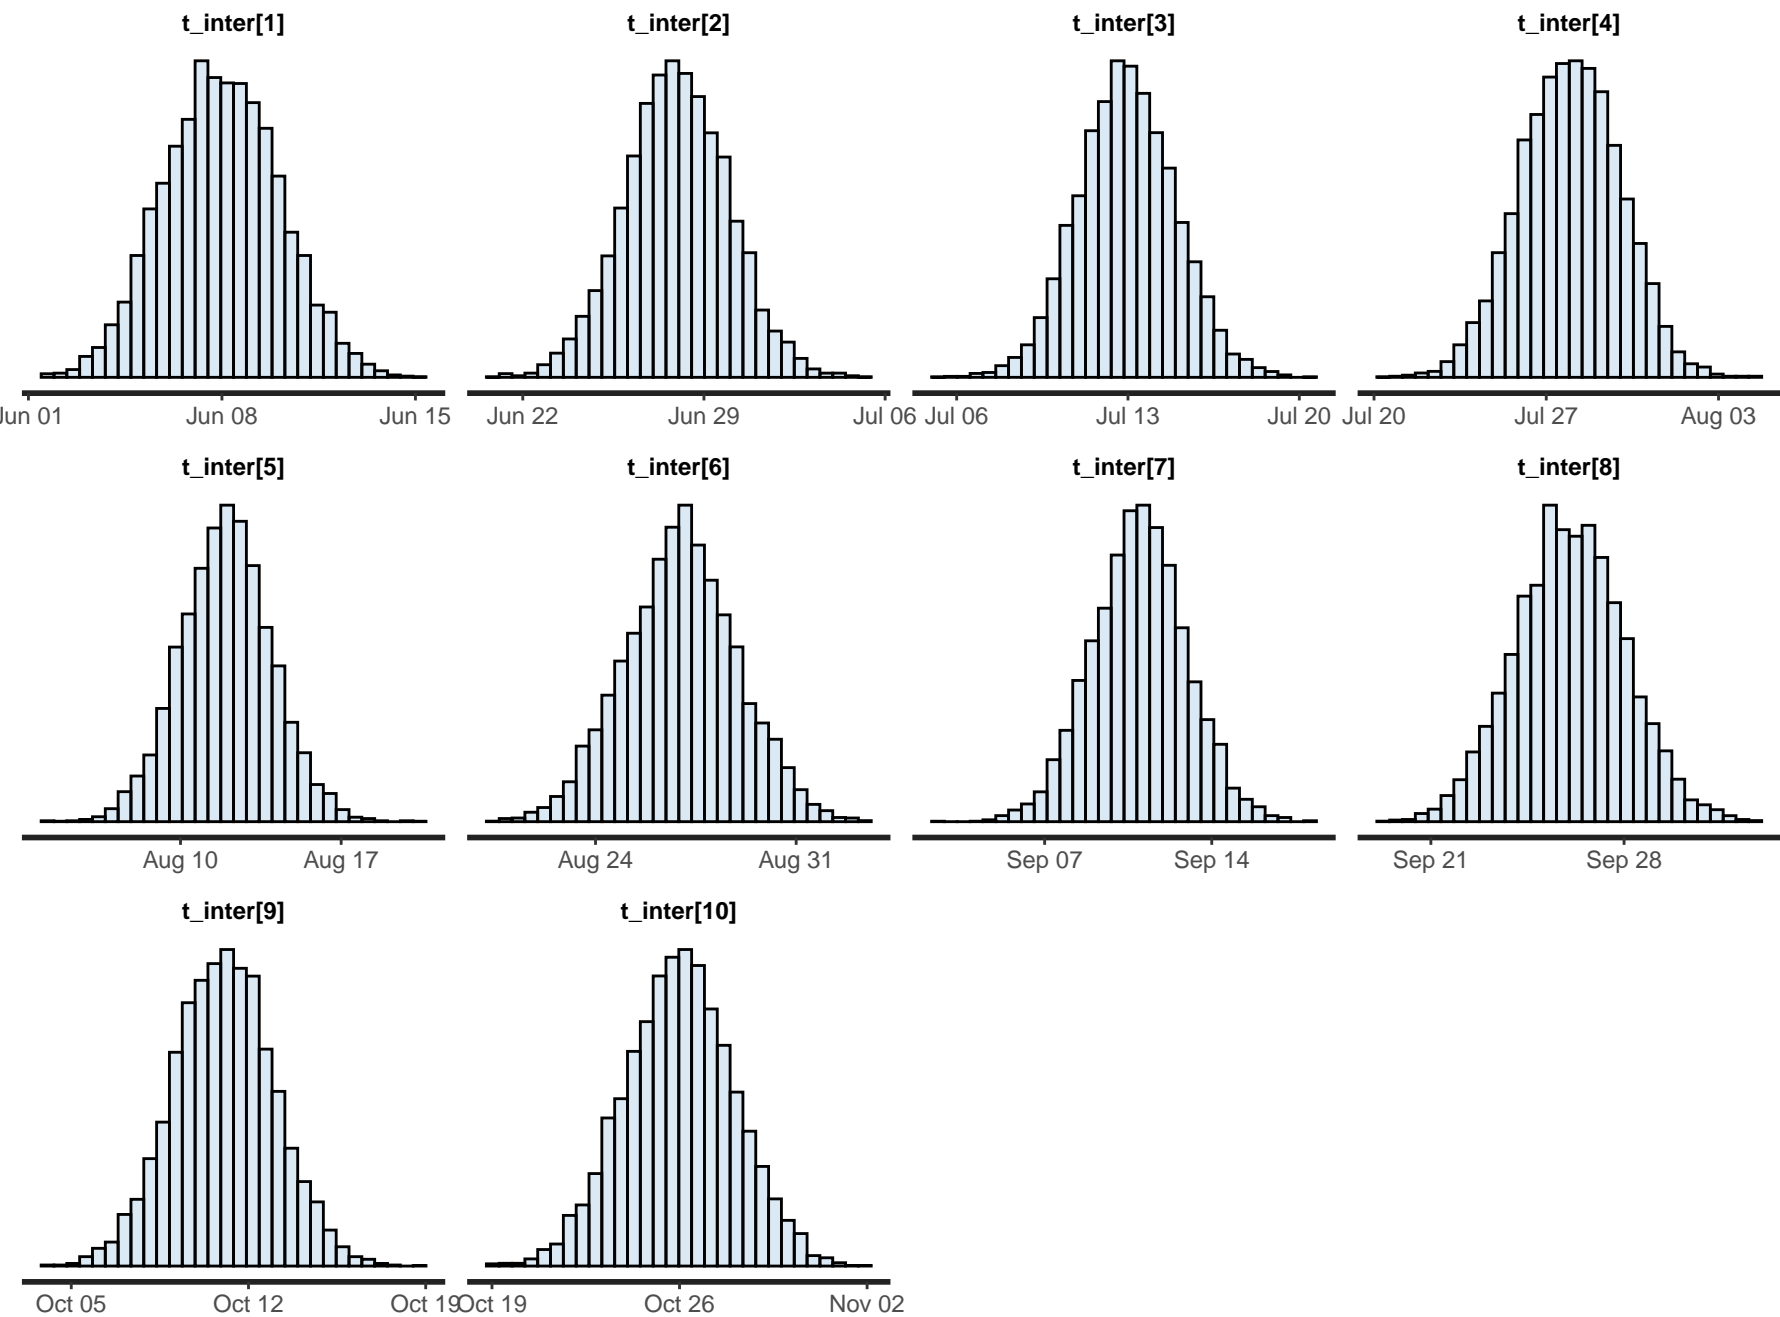 t_inter[1] t_inter[2] t_inter[3] t_inter[4]
Jun 01 Jun 08 Jun 15 Jun 22 Jun 29 Jul 06 Jul 06 Jul 13 Jul 20 Jul 20 Jul 27 Aug 03
t_inter[5] t_inter[6] t_inter[7] t_inter[8]
Aug 10 Aug 17 Aug 24 Aug 31 Sep 07 Sep 14 Sep 21 Sep 28
t_inter[9] t_inter[10]
Oct 05 Oct 12 Oct 19 Oct 19 Oct 26 Nov 02